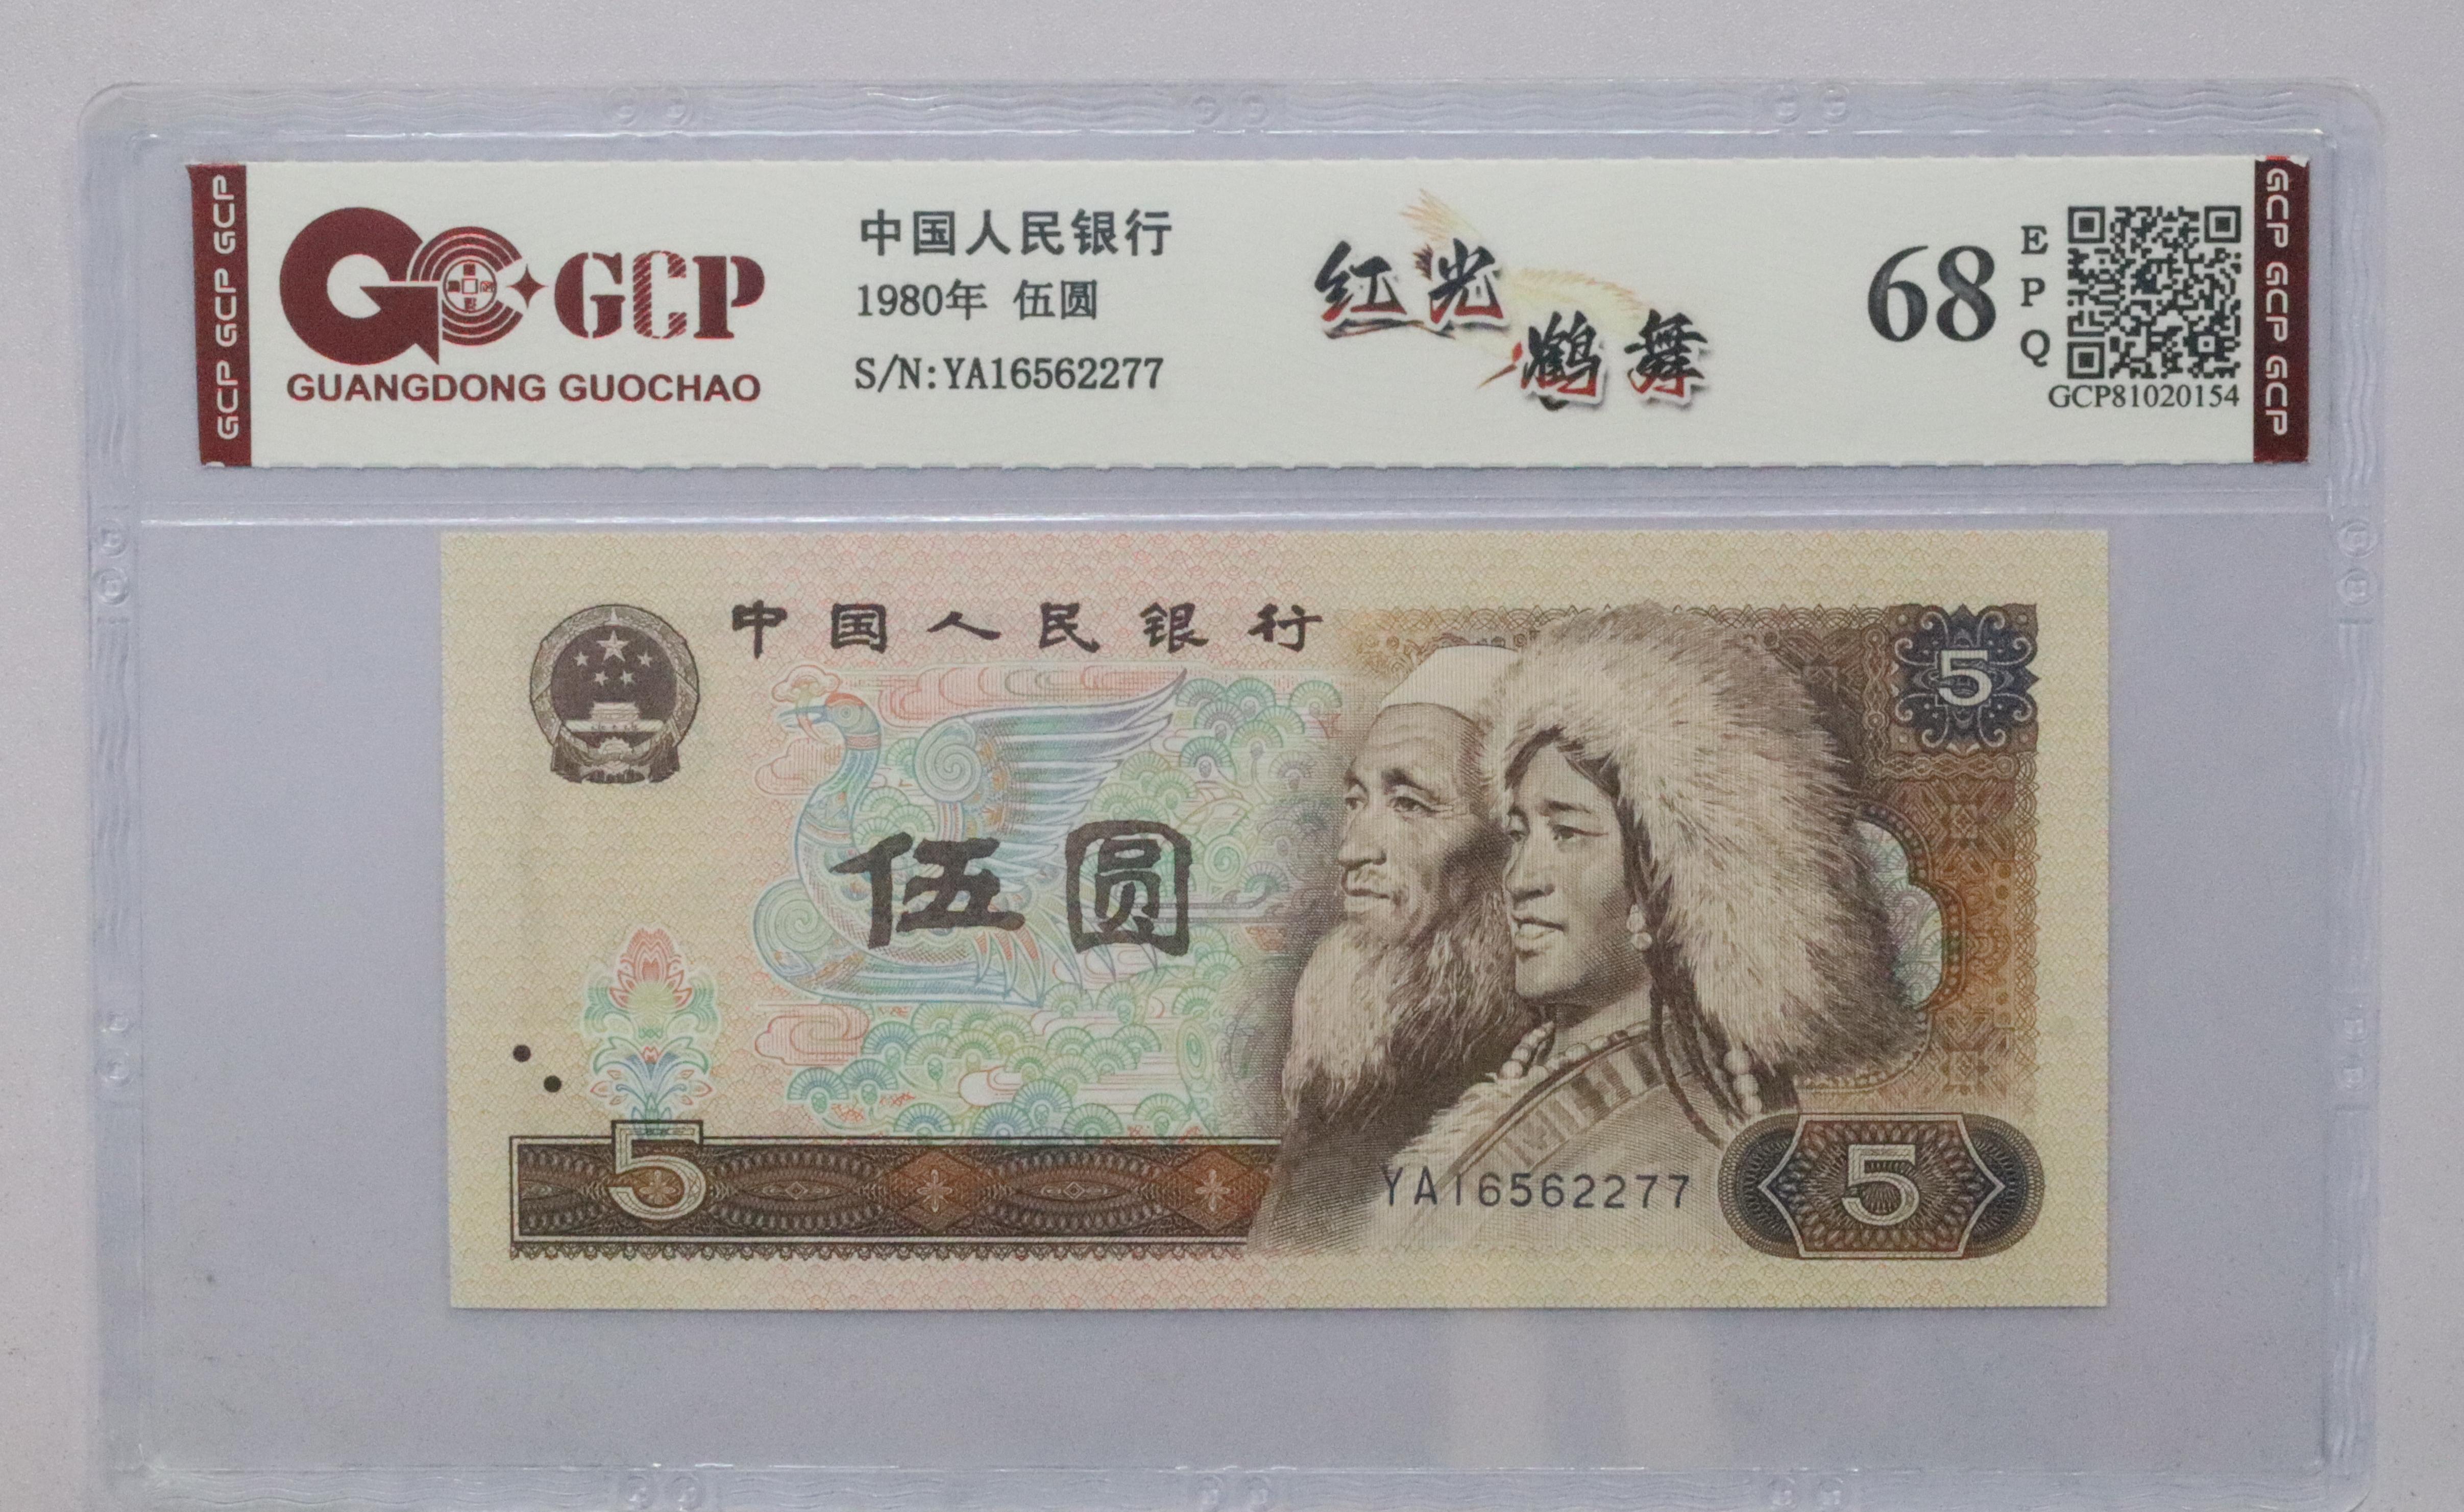 GCP GCP GCP
GCP
GUANGDONG GUOCHAO
中国人民银行
1980年 伍圆
S/N:YA16562277
红光
鹤舞
68
EPQ
GCP81020154
GCP GCP GCP
中国人民银行
5
伍圆
5
YA16562277
5